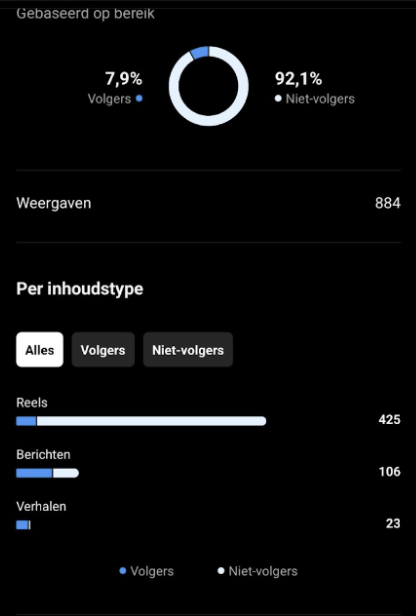 Gebaseerd op bereik
7,9%
Volgers
92,1%
Niet-volgers
Weergaven 884
Per inhoudstype
Alles Volgers Niet-volgers
Reels
425
Berichten
106
Verhalen
23
Volgers Niet-volgers